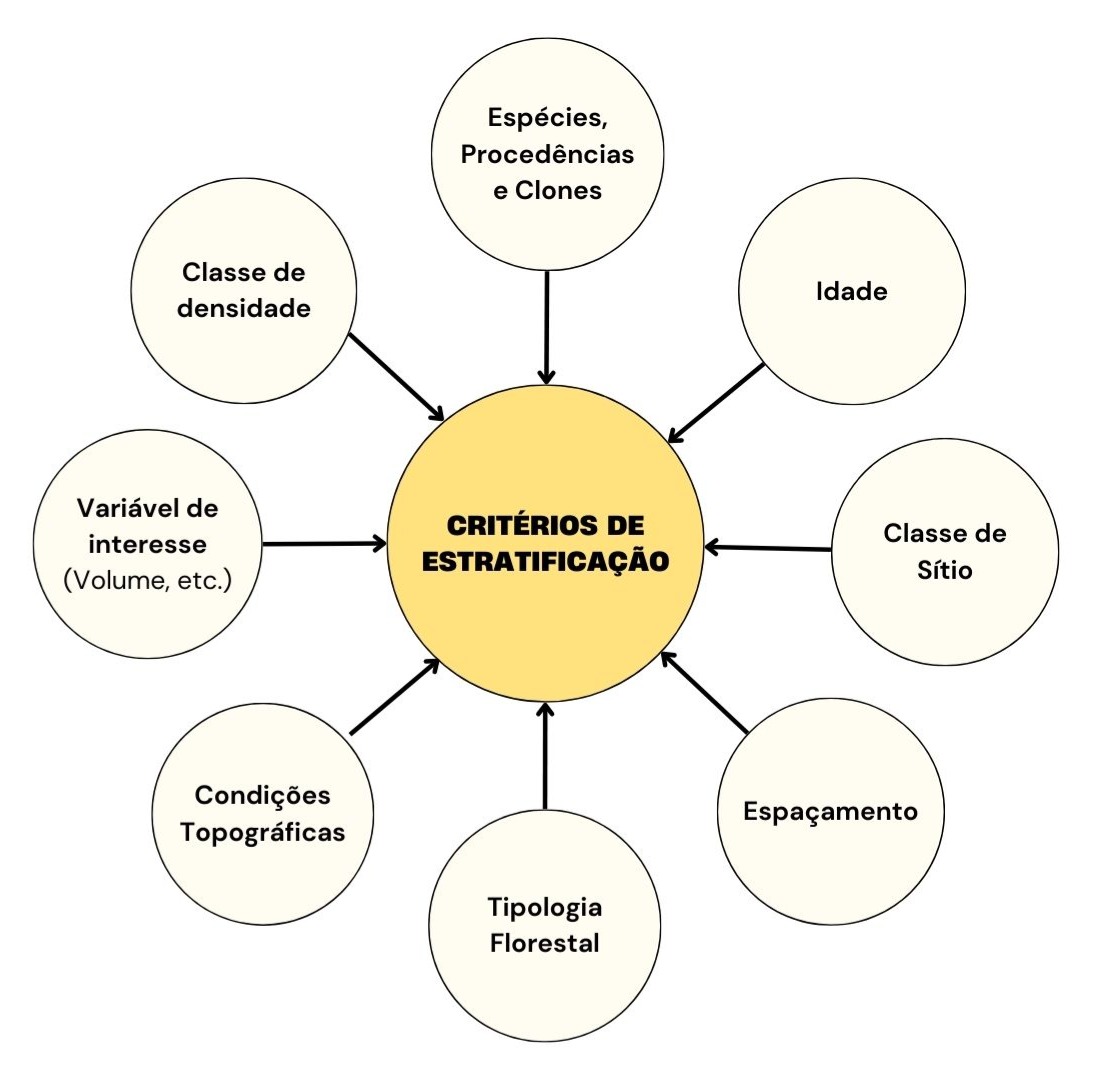 Espécies,
Procedências
e Clones
Classe de
densidade
Idade
Variável de
interesse
(Volume, etc.)
CRITÉRIOS DE
ESTRATIFICAÇÃO
Classe de
Sítio
Condições
Topográficas
Espaçamento
Tipologia
Florestal